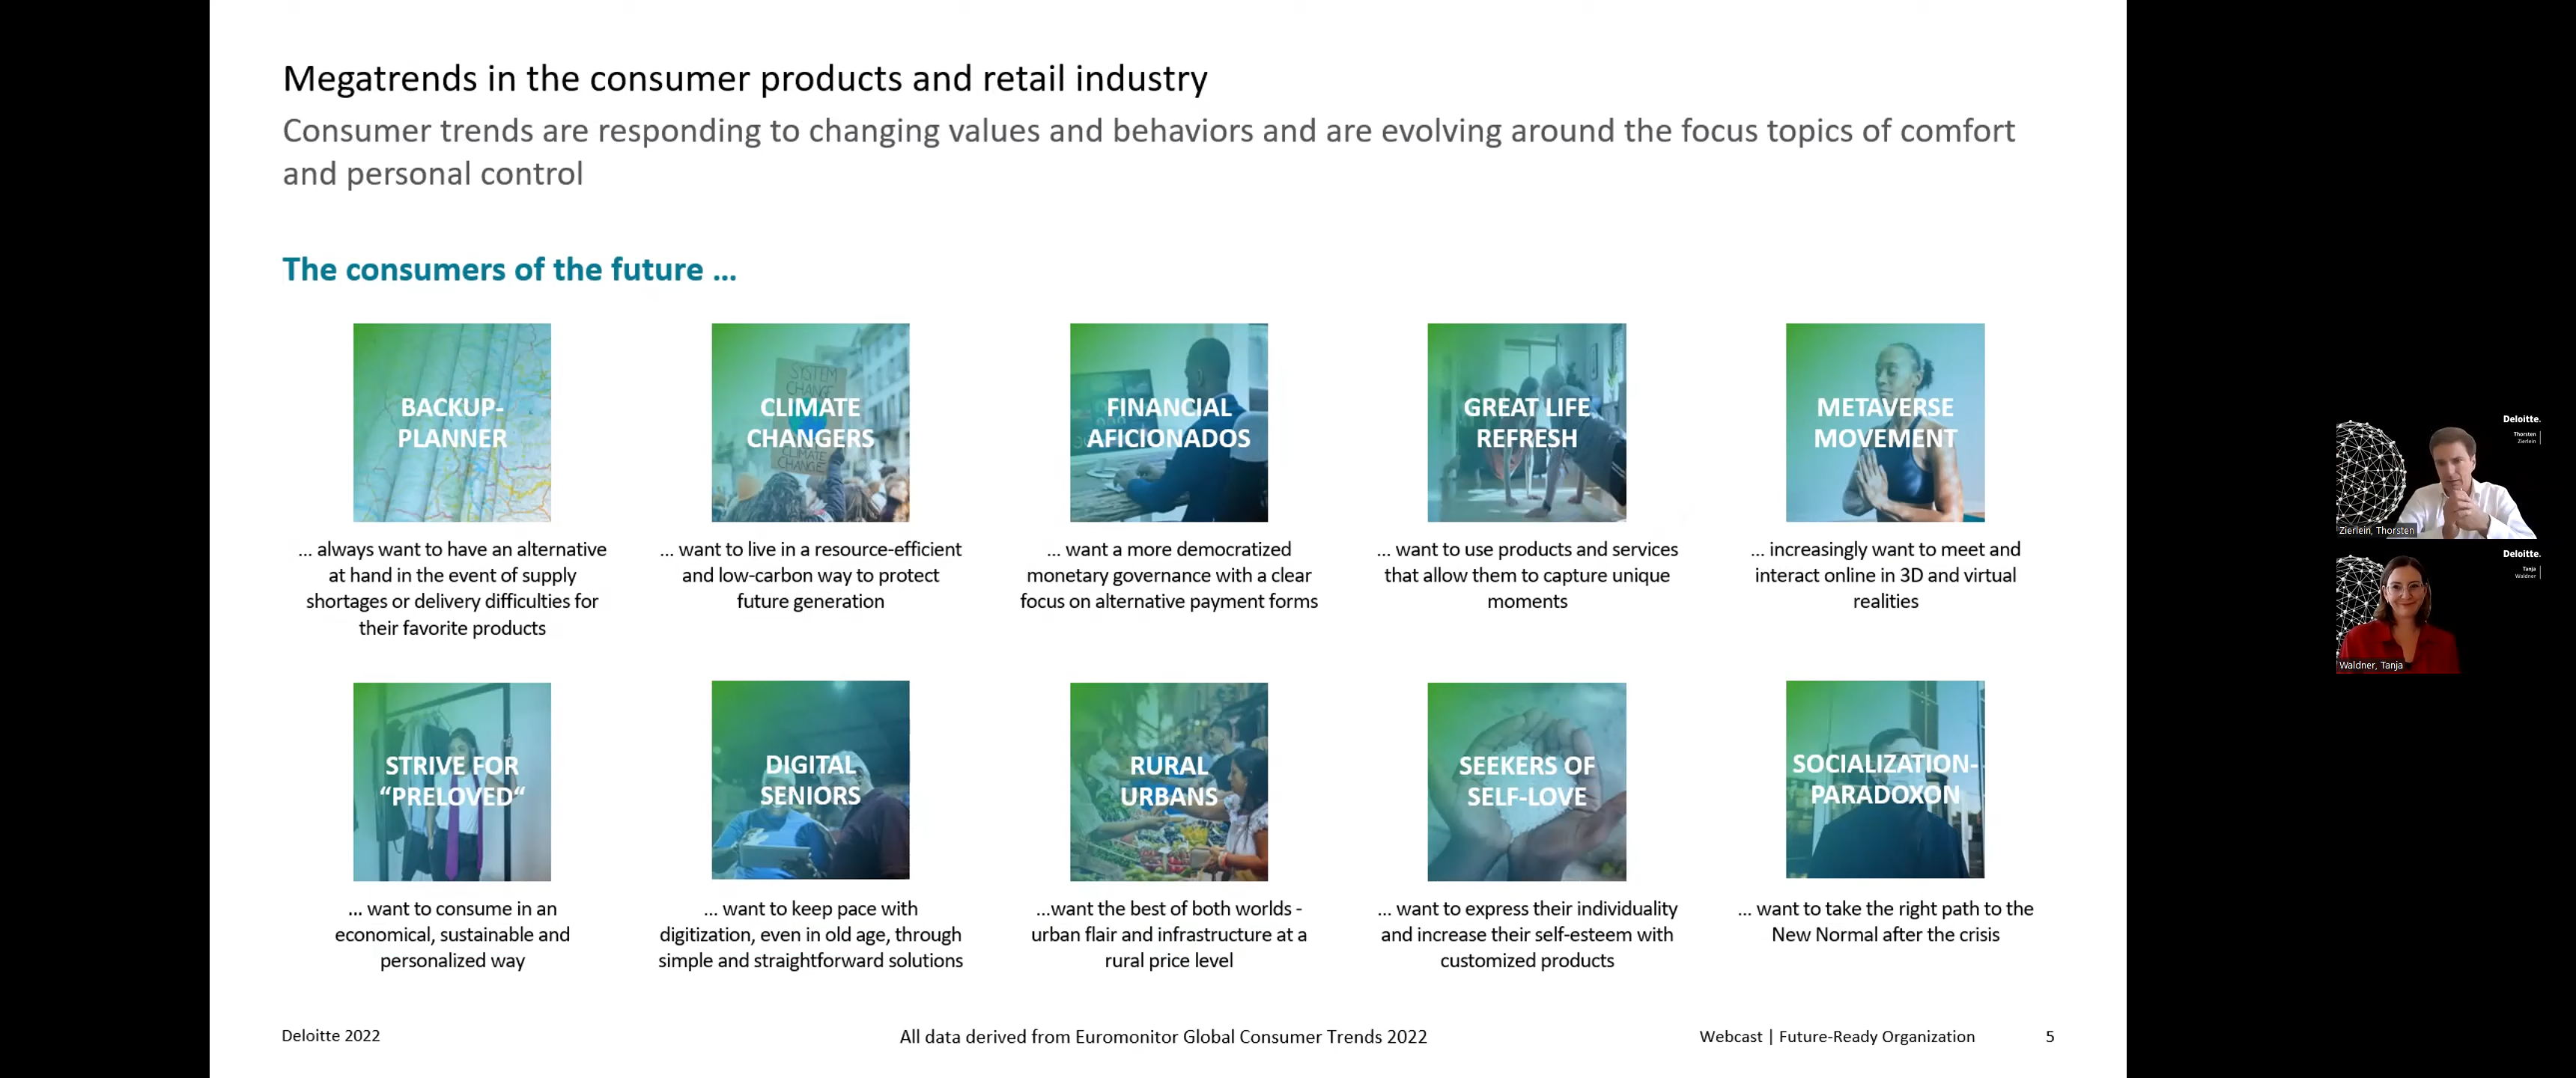 Megatrends in the consumer products and retail industry
Consumer trends are responding to changing values and behaviors and are evolving around the focus topics of comfort
and personal control
The consumers of the future ...
BACKUP-
PLANNER
... always want to have an alternative
at hand in the event of supply
shortages or delivery difficulties for
their favorite products
SYSTEM
CHANGE
CLIMATE
CHANGE
CLIMATE
CHANGERS
... want to live in a resource-efficient
and low-carbon way to protect
future generation
FINANCIAL
AFICIONADOS
... want a more democratized
monetary governance with a clear
focus on alternative payment forms
GREAT LIFE
REFRESH
... want to use products and services
that allow them to capture unique
moments
METAVERSE
MOVEMENT
... increasingly want to meet and
interact online in 3D and virtual
realities
STRIVE FOR
“PRELOVED“
... want to consume in an
economical, sustainable and
personalized way
DIGITAL
SENIORS
... want to keep pace with
digitization, even in old age, through
simple and straightforward solutions
RURAL
URBANS
...want the best of both worlds -
urban flair and infrastructure at a
rural price level
SEEKERS OF
SELF-LOVE
... want to express their individuality
and increase their self-esteem with
customized products
SOCIALIZATION-
PARADOXON
... want to take the right path to the
New Normal after the crisis
Deloitte 2022
All data derived from Euromonitor Global Consumer Trends 2022
Webcast | Future-Ready Organization
5
Deloitte.
Thorsten
Zierlein
Zierlein, Thorsten
Deloitte.
Tanja
Waldner
Waldner, Tanja